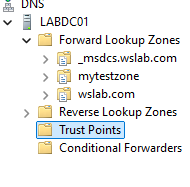 DNS
LABDC01
Forward Lookup Zones
_msdcs.wslab.com
mytestzone
wslab.com
Reverse Lookup Zones
Trust Points
Conditional Forwarders